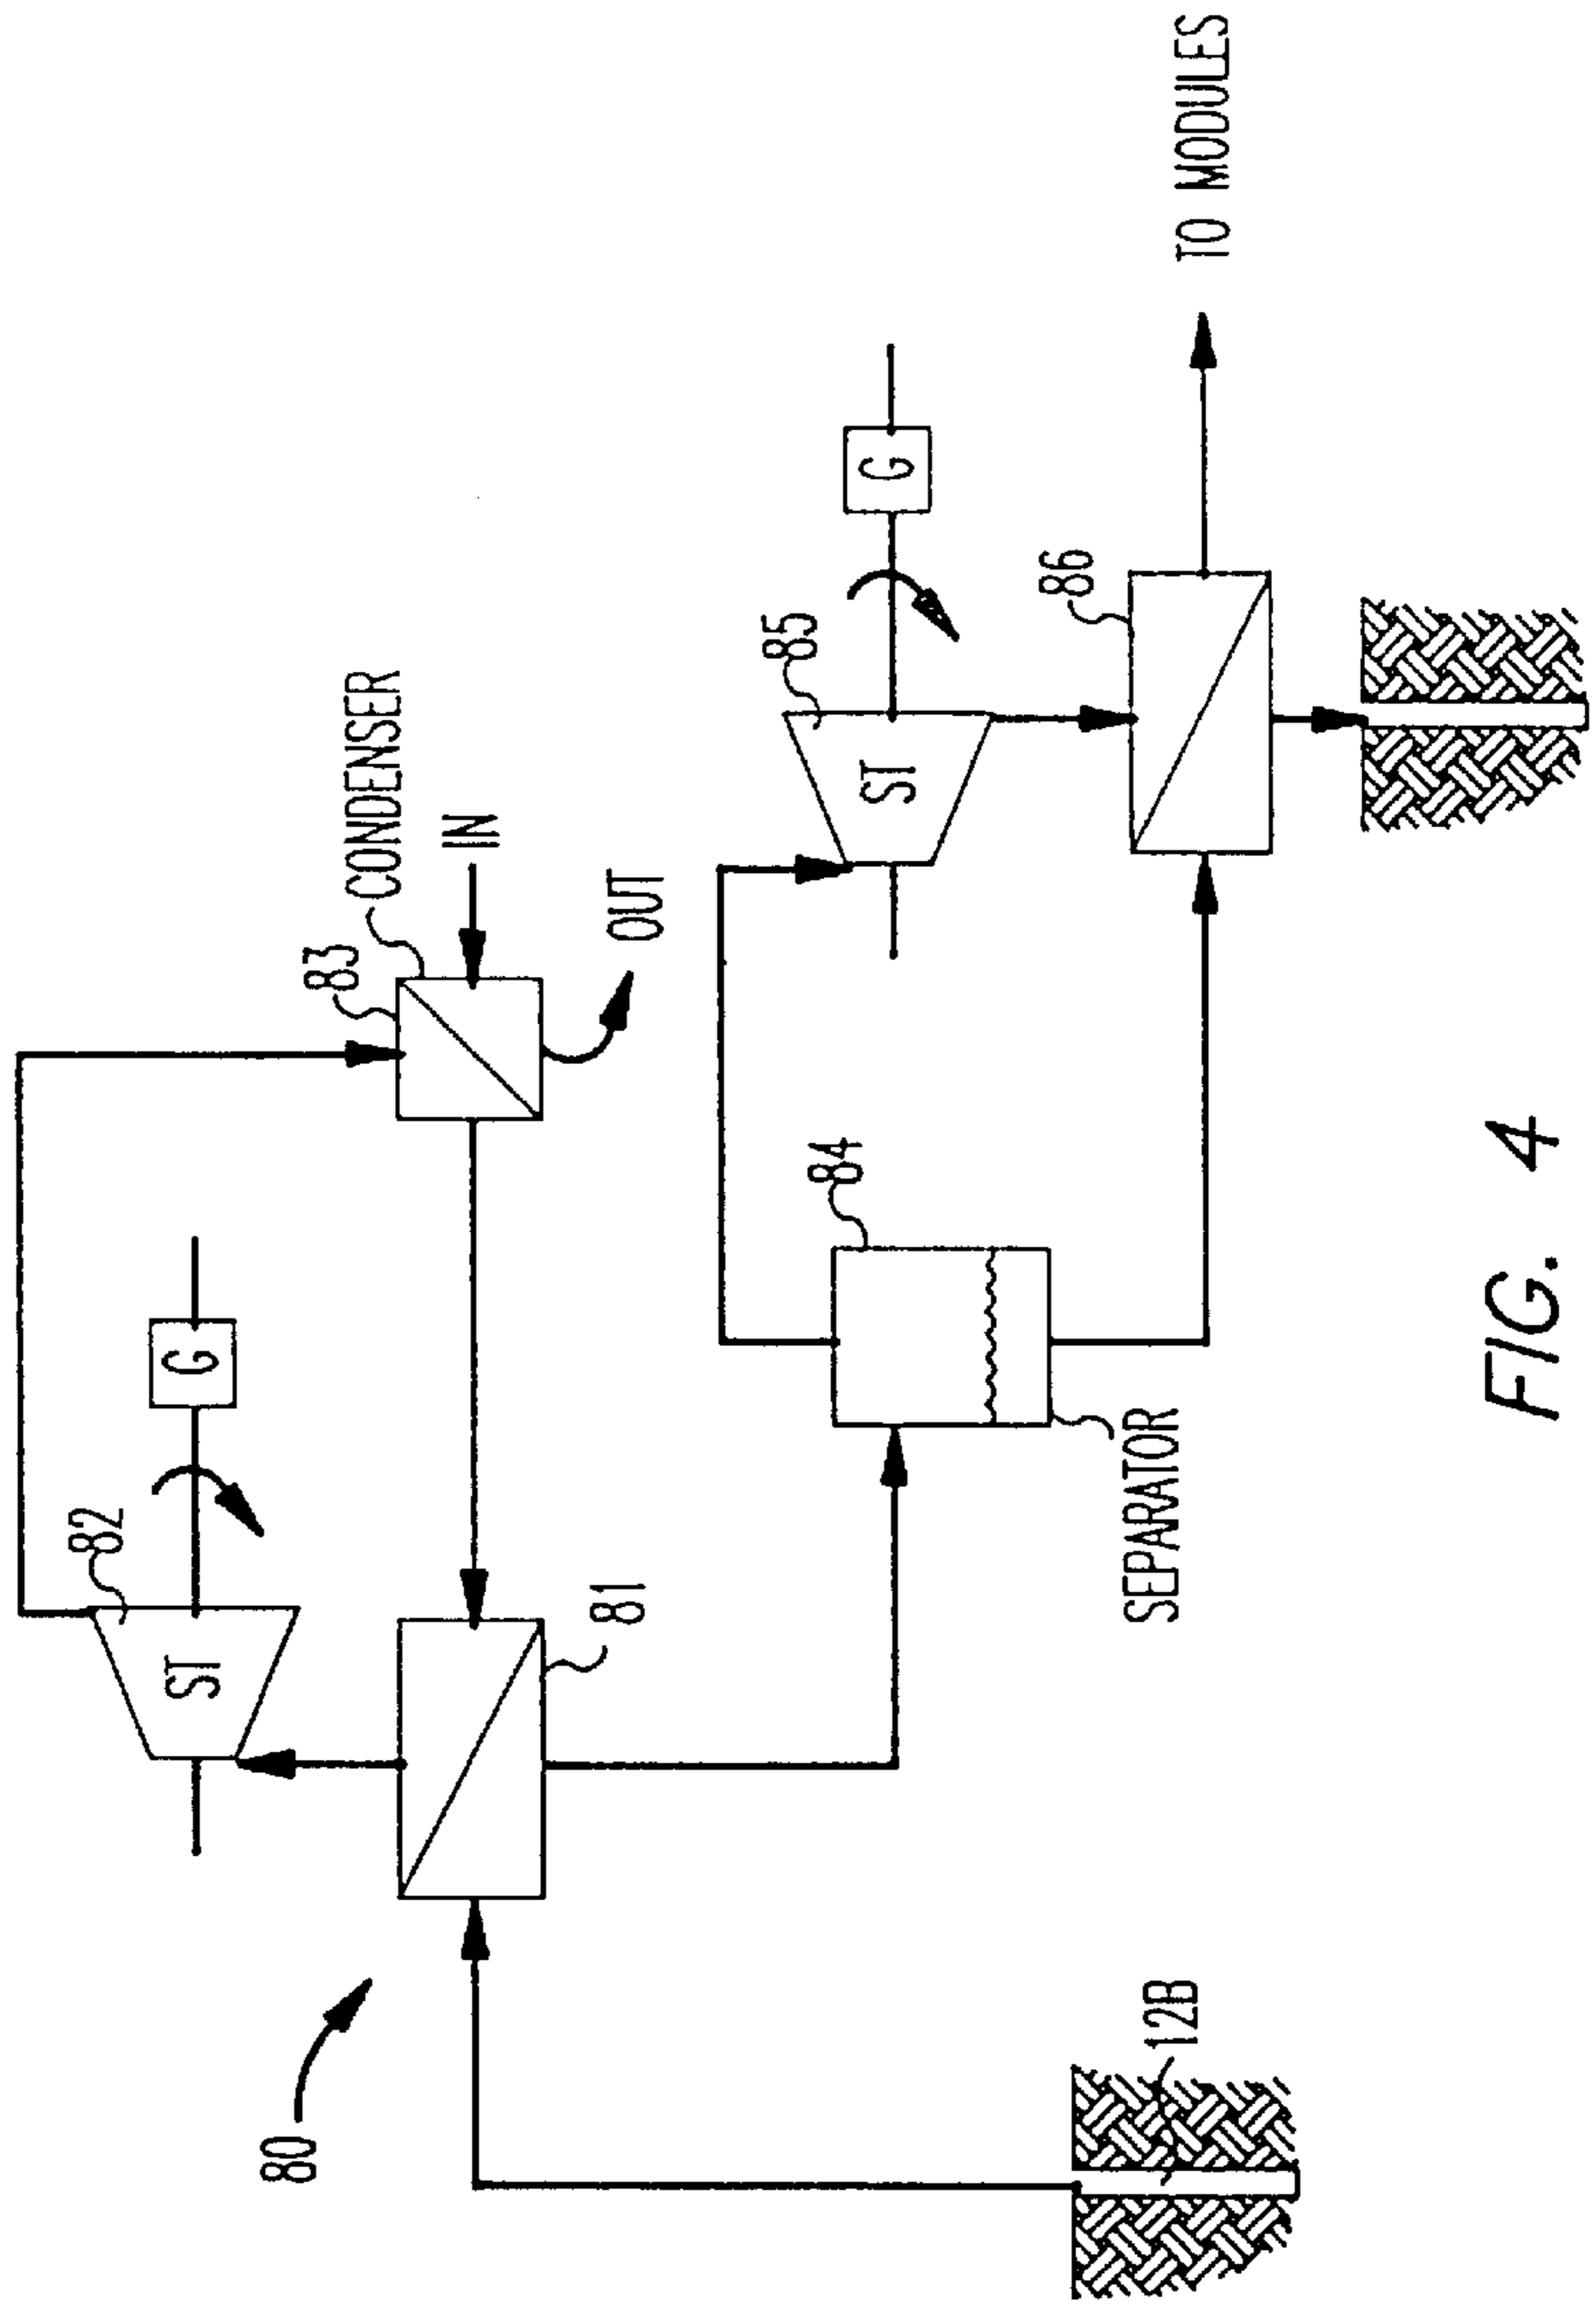 82
ST
G
83
CONDENSER
IN
OUT
80
81
84
SEPARATOR
85
ST
G
86
TO MODULES
12B
FIG. 4